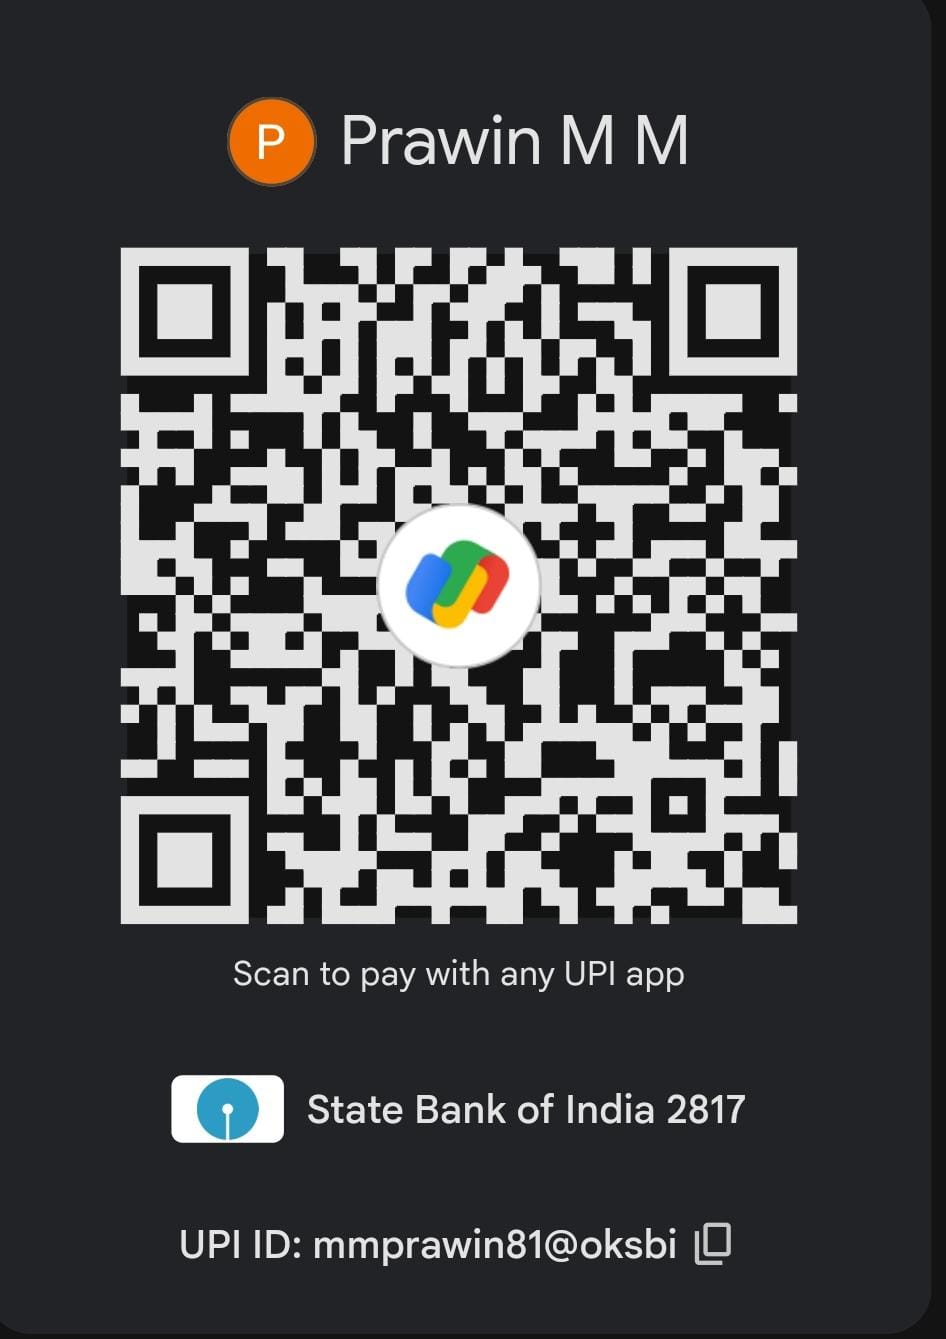 P Prawin M M
Scan to pay with any UPI app
State Bank of India 2817
UPI ID: mmprawin81@oksbi